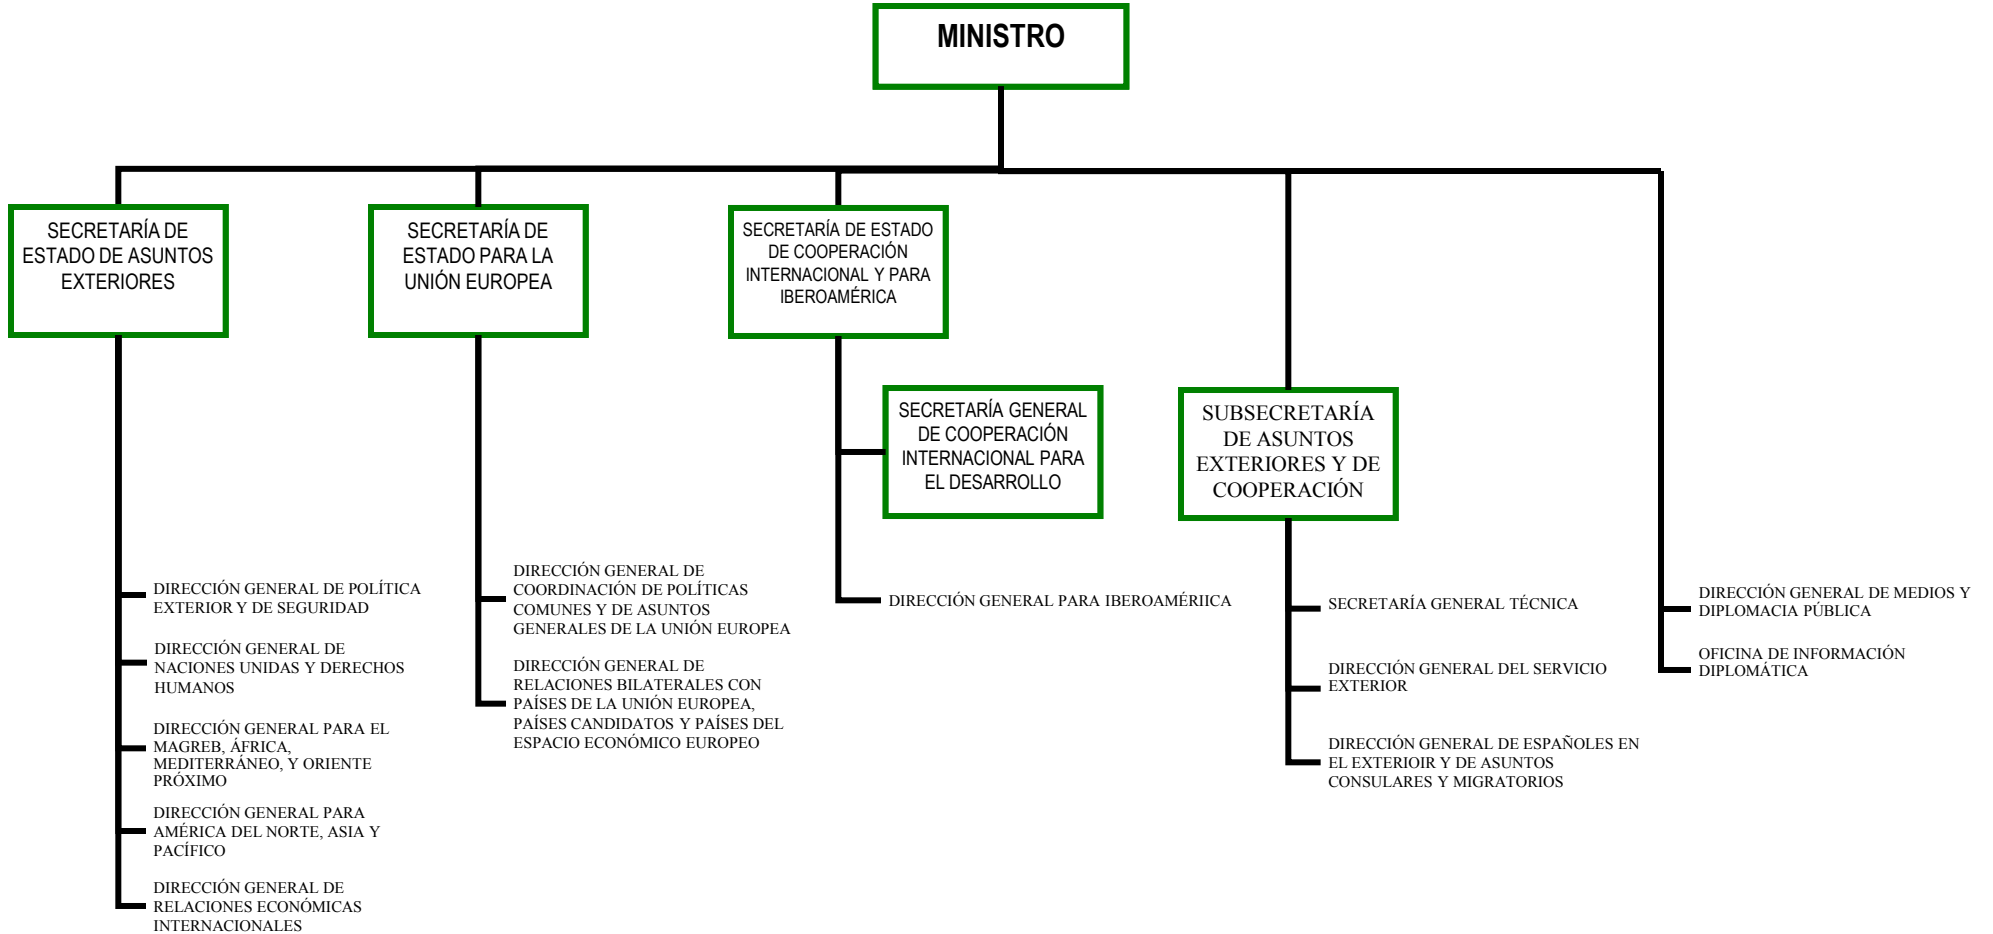 MINISTRO
SECRETARÍA DE
ESTADO DE ASUNTOS
EXTERIORES
SECRETARÍA DE
ESTADO PARA LA
UNIÓN EUROPEA
SECRETARÍA DE ESTADO
DE COOPERACIÓN
INTERNACIONAL Y PARA
IBEROAMÉRICA
SECRETARÍA GENERAL
DE COOPERACIÓN
INTERNACIONAL PARA
EL DESARROLLO
SUBSECRETARÍA
DE ASUNTOS
EXTERIORES Y DE
COOPERACIÓN
DIRECCIÓN GENERAL DE POLÍTICA
EXTERIOR Y DE SEGURIDAD
DIRECCIÓN GENERAL DE
NACIONES UNIDAS Y DERECHOS
HUMANOS
DIRECCIÓN GENERAL PARA EL
MAGREB, ÁFRICA,
MEDITERRÁNEO, Y ORIENTE
PRÓXIMO
DIRECCIÓN GENERAL PARA
AMÉRICA DEL NORTE, ASIA Y
PACÍFICO
DIRECCIÓN GENERAL DE
RELACIONES ECONÓMICAS
INTERNACIONALES
DIRECCIÓN GENERAL DE
COORDINACIÓN DE POLÍTICAS
COMUNES Y DE ASUNTOS
GENERALES DE LA UNIÓN EUROPEA
DIRECCIÓN GENERAL DE
RELACIONES BILATERALES CON
PAÍSES DE LA UNIÓN EUROPEA,
PAÍSES CANDIDATOS Y PAÍSES DEL
ESPACIO ECONÓMICO EUROPEO
DIRECCIÓN GENERAL PARA IBEROAMÉRIICA
SECRETARÍA GENERAL TÉCNICA
DIRECCIÓN GENERAL DEL SERVICIO
EXTERIOR
DIRECCIÓN GENERAL DE ESPAÑOLES EN
EL EXTERIOIR Y DE ASUNTOS
CONSULARES Y MIGRATORIOS
DIRECCIÓN GENERAL DE MEDIOS Y
DIPLOMACIA PÚBLICA
OFICINA DE INFORMACIÓN
DIPLOMÁTICA